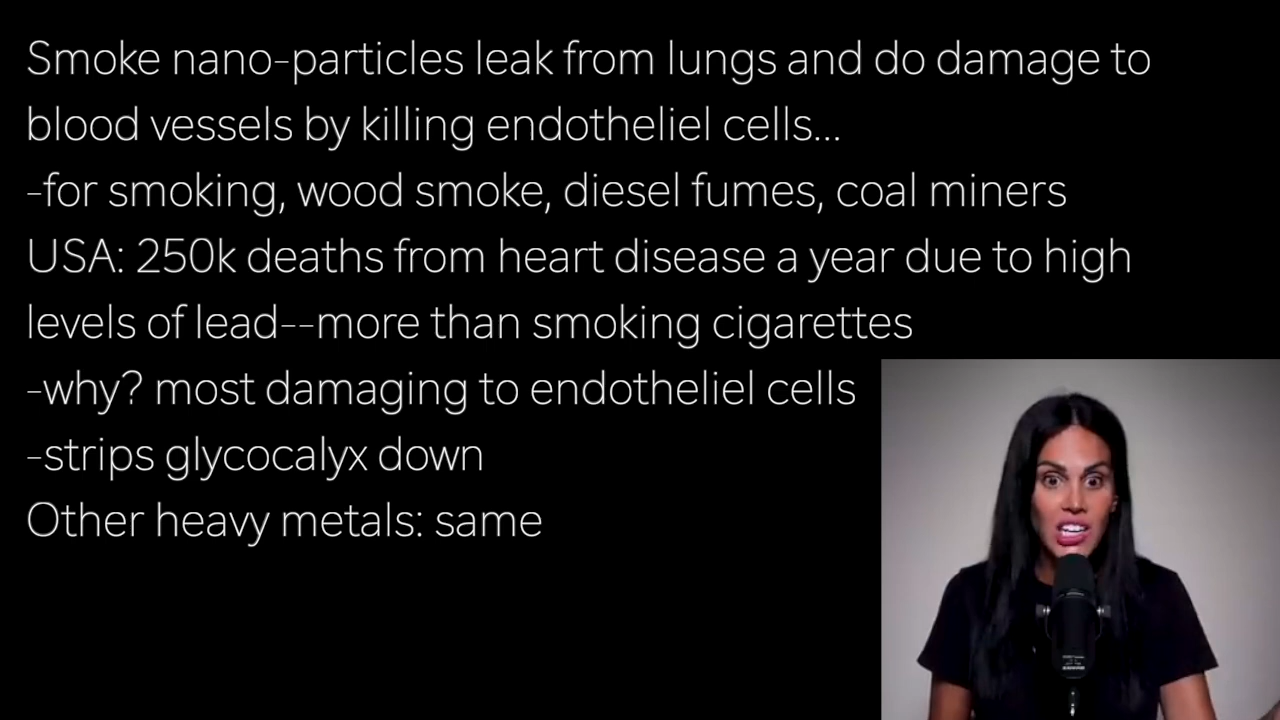 Smoke nano-particles leak from lungs and do damage to
blood vessels by killing endotheliel cells...
-for smoking, wood smoke, diesel fumes, coal miners
USA: 250k deaths from heart disease a year due to high
levels of lead--more than smoking cigarettes
-why? most damaging to endotheliel cells
-strips glycocalyx down
Other heavy metals: same